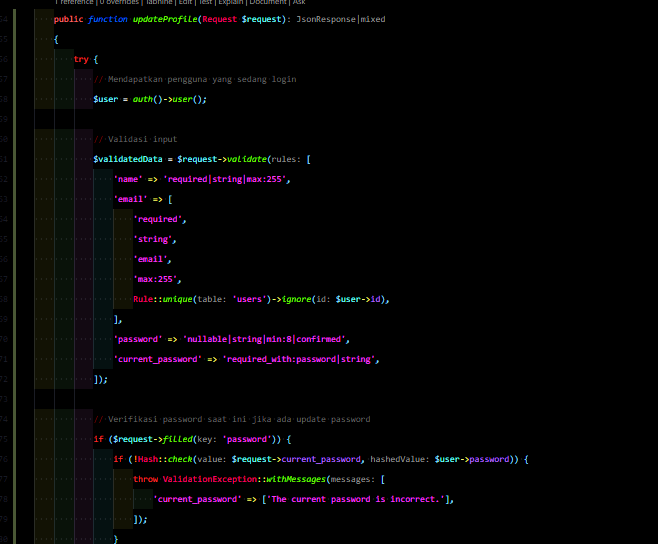 1 reference | 0 overrides | Tabnine | Edit | Test | Explain | Document | Ask
public function updateProfile(Request $request): JsonResponse|mixed
{
try {
// Mendapatkan pengguna yang sedang login
$user = auth()->user();
// Validasi input
$validatedData = $request->validate(rules: [
'name' => 'required|string|max:255',
'email' => [
'required',
'string',
'email',
'max:255',
Rule::unique(table: 'users')->ignore(id: $user->id),
],
'password' => 'nullable|string|min:8|confirmed',
'current_password' => 'required_with:password|string',
]);
// Verifikasi password saat ini jika ada update password
if ($request->filled(key: 'password')) {
if (!Hash::check(value: $request->current_password, hashedValue: $user->password)) {
throw ValidationException::withMessages(messages: [
'current_password' => ['The current password is incorrect.'],
]);
}